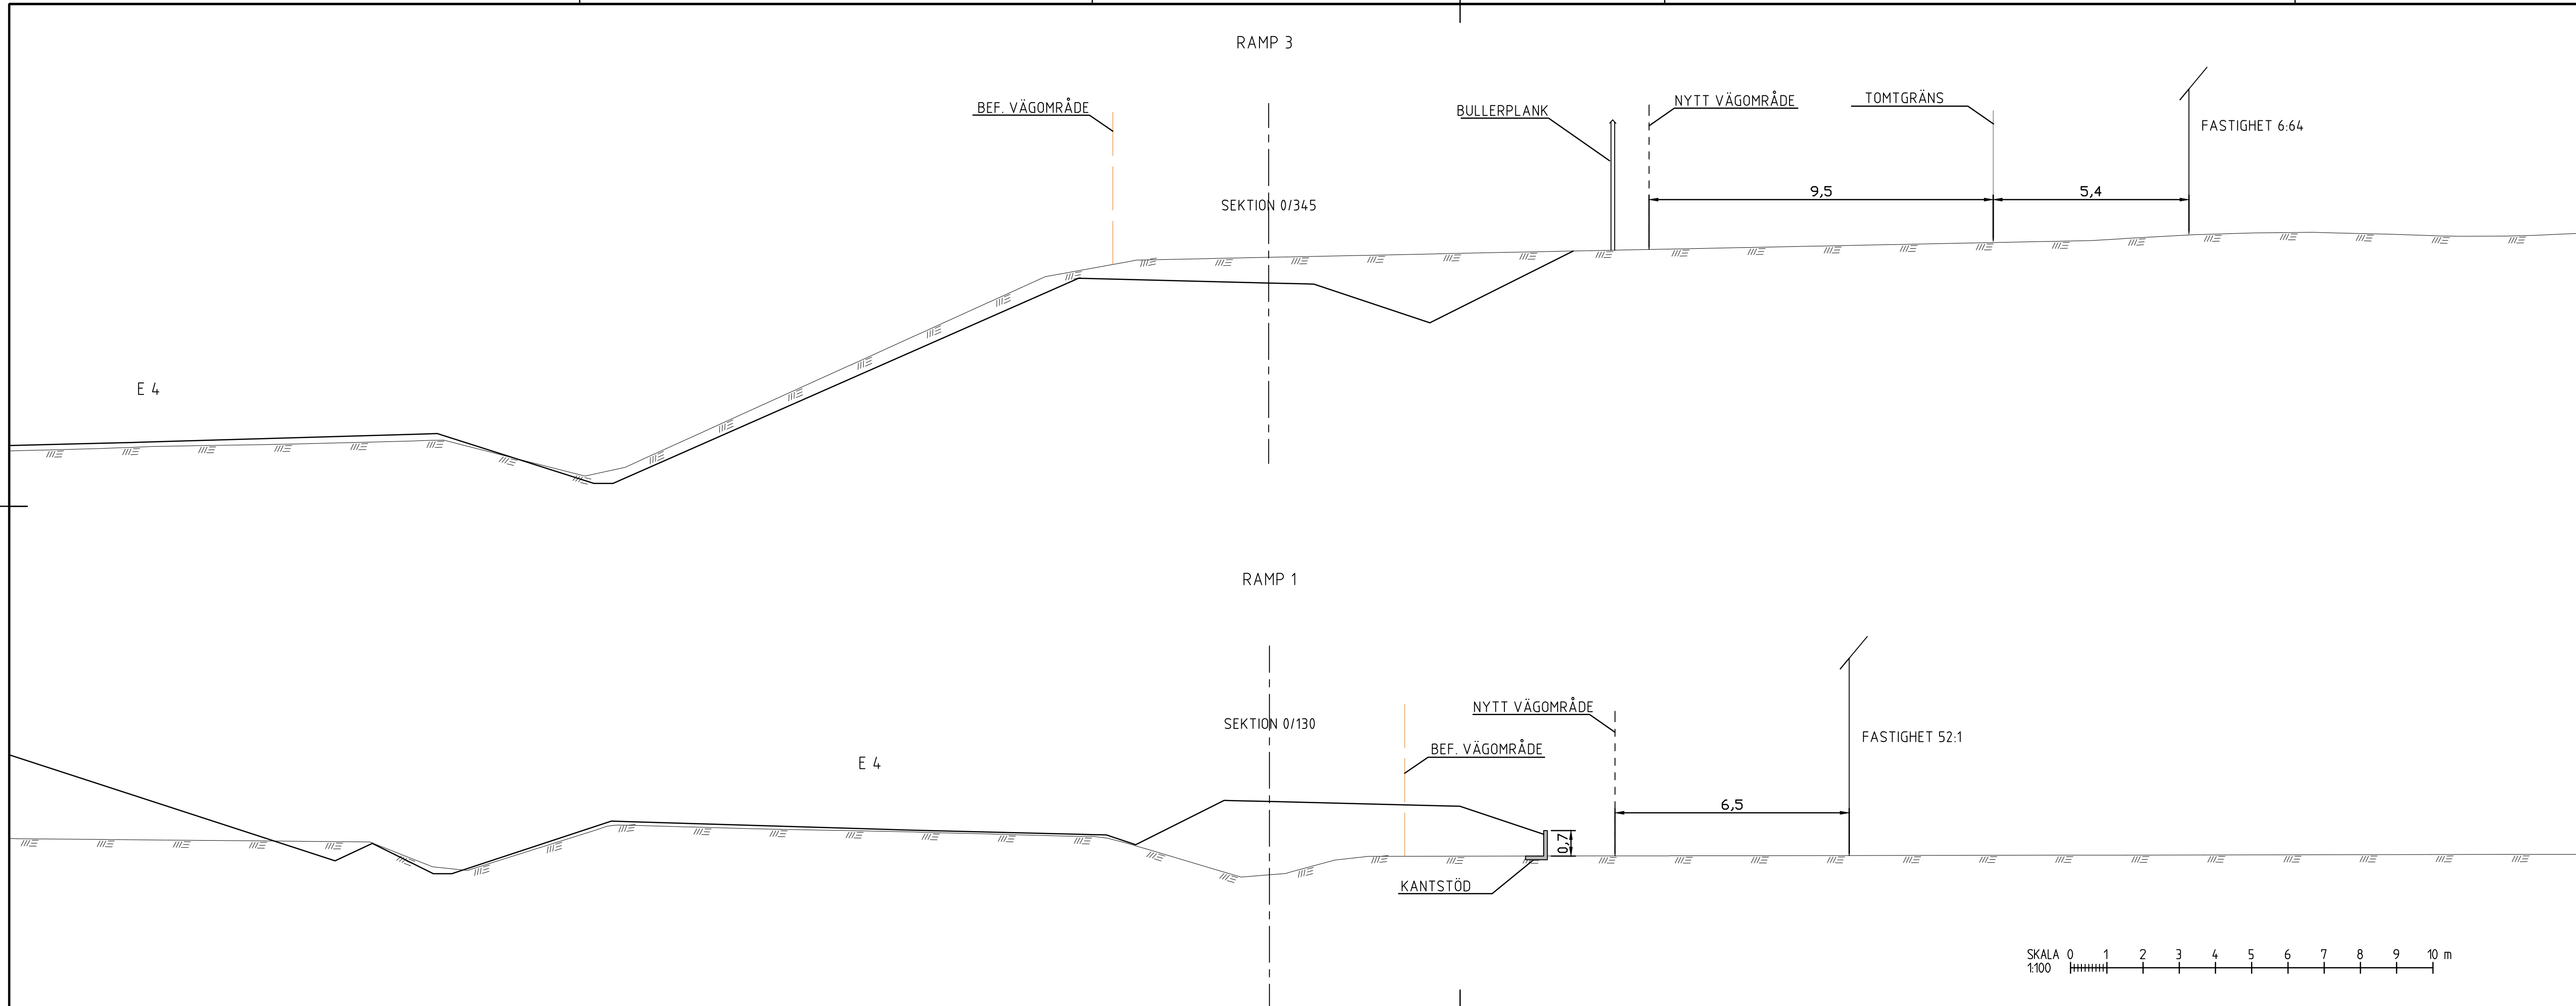 RAMP 3
BEF. VÄGOMRÅDE
BULLERPLANK
NYTT VÄGOMRÅDE
TOMTGRÄNS
FASTIGHET 6:64
9,5
5,4
SEKTION 0/345
E 4
RAMP 1
NYTT VÄGOMRÅDE
SEKTION 0/130
BEF. VÄGOMRÅDE
FASTIGHET 52:1
E 4
6,5
0,7
KANTSTÖD
SKALA 0 1 2 3 4 5 6 7 8 9 10 m
1:100